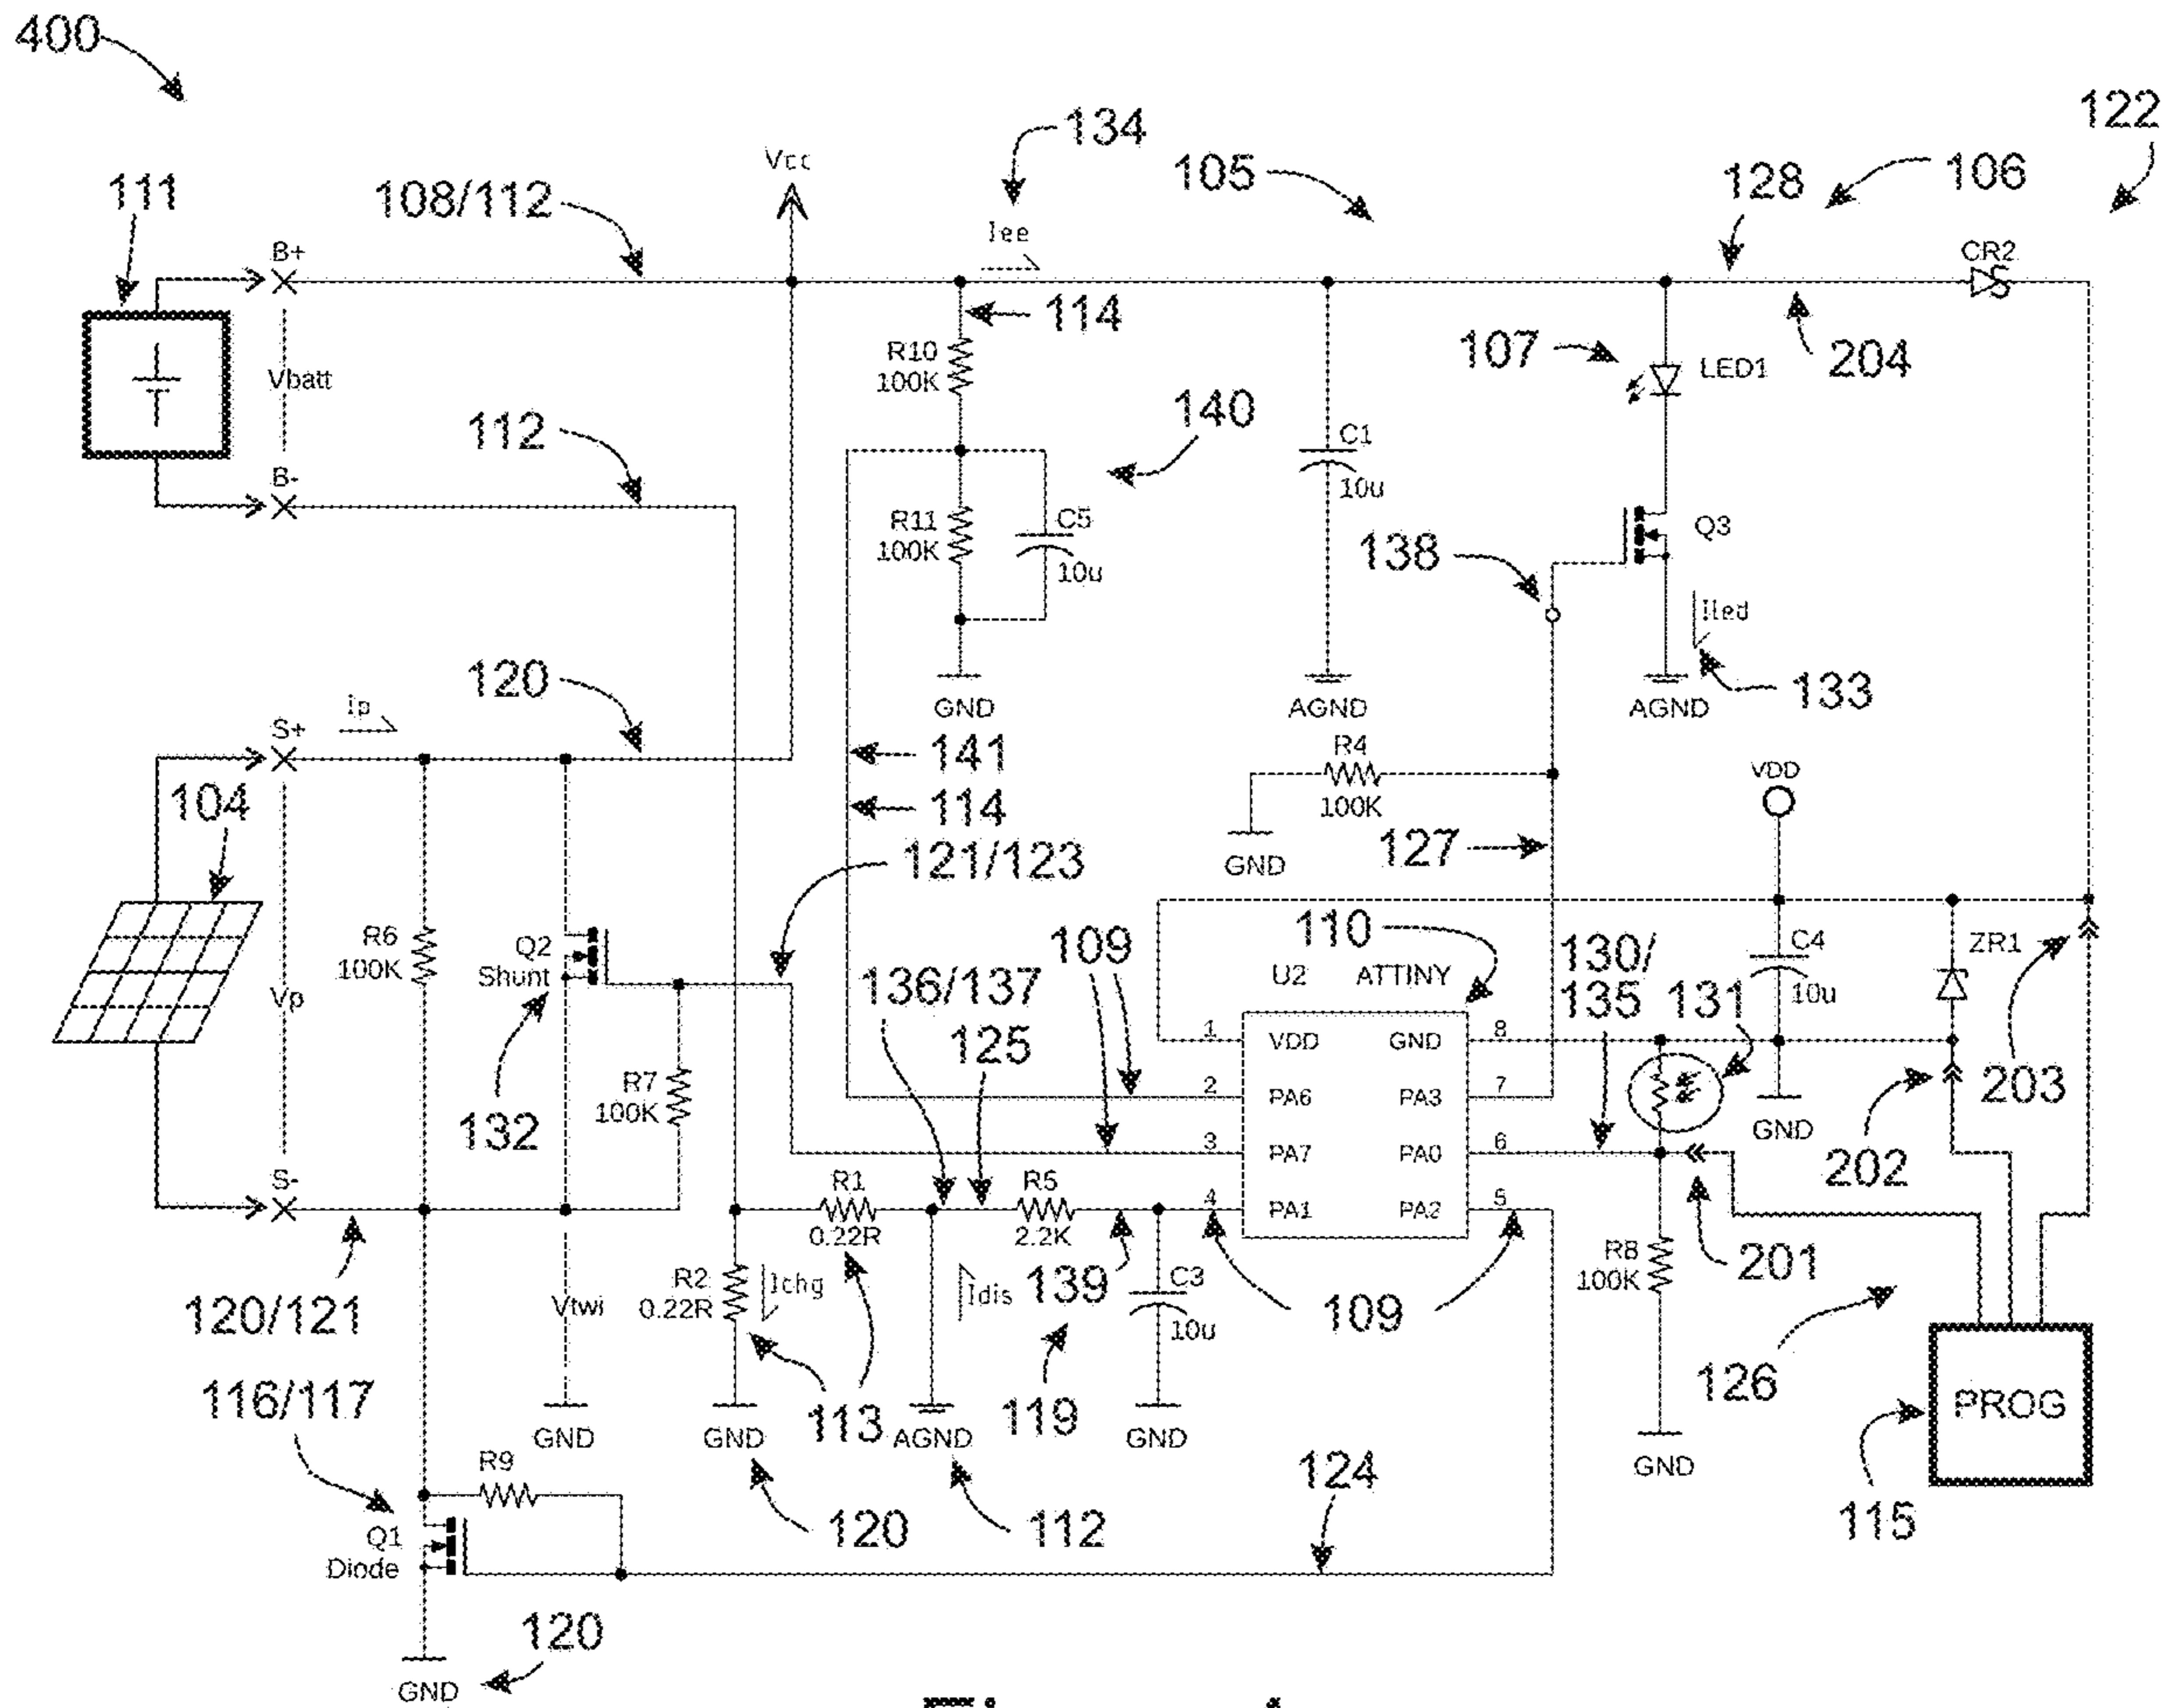 400
122
134
Vcc
105
128
106
111
108/112
Iee
B+
CR2
114
R10
100K
107
LED1
204
Vbatt
140
112
C1
10u
B-
R11
100K
C5
10u
Q3
138
Iled
120
Ip
GND
AGND
AGND
133
S+
141
R4
100K
VDD
104
114
121/123
GND
127
110
109
R6
100K
Q2
Shunt
130/
135
131
C4
10u
ZR1
U2
ATTINY
136/137
Vp
125
1
VDD
GND
8
203
R7
100K
2
PA6
PA3
7
132
GND
3
PA7
PA0
6
202
S-
R1
0.22R
R5
2.2K
4
PA1
PA2
5
R8
100K
201
R2
0.22R
Ichg
Idis
139
C3
10u
109
120/121
Vtwi
126
116/117
119
PROG
GND
GND
113
AGND
GND
R9
GND
124
Q1
Diode
120
112
115
120
GND